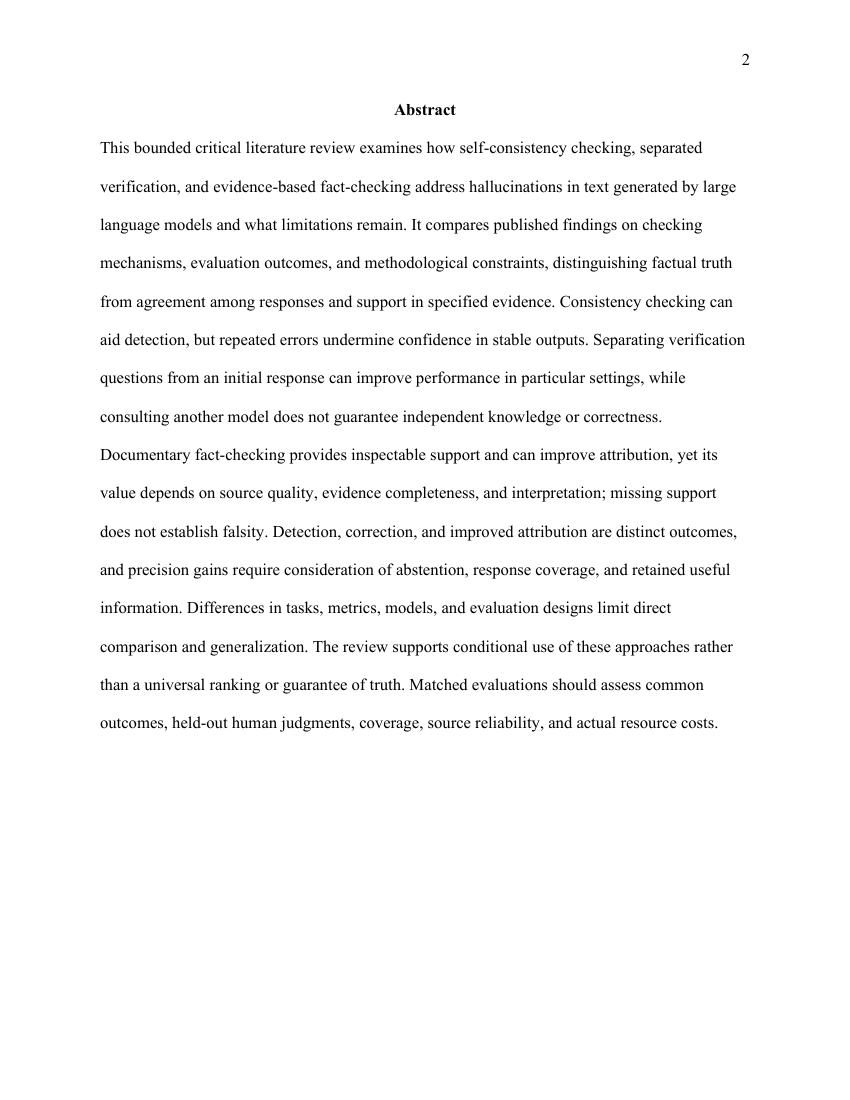 2
Abstract
This bounded critical literature review examines how self-consistency checking, separated
verification, and evidence-based fact-checking address hallucinations in text generated by large
language models and what limitations remain. It compares published findings on checking
mechanisms, evaluation outcomes, and methodological constraints, distinguishing factual truth
from agreement among responses and support in specified evidence. Consistency checking can
aid detection, but repeated errors undermine confidence in stable outputs. Separating verification
questions from an initial response can improve performance in particular settings, while
consulting another model does not guarantee independent knowledge or correctness.
Documentary fact-checking provides inspectable support and can improve attribution, yet its
value depends on source quality, evidence completeness, and interpretation; missing support
does not establish falsity. Detection, correction, and improved attribution are distinct outcomes,
and precision gains require consideration of abstention, response coverage, and retained useful
information. Differences in tasks, metrics, models, and evaluation designs limit direct
comparison and generalization. The review supports conditional use of these approaches rather
than a universal ranking or guarantee of truth. Matched evaluations should assess common
outcomes, held-out human judgments, coverage, source reliability, and actual resource costs.